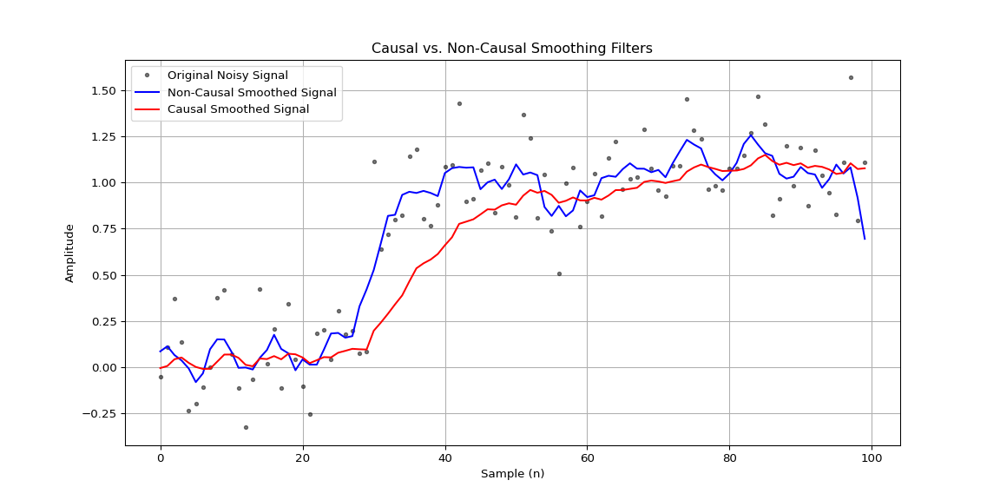 Causal vs. Non-Causal Smoothing Filters
Original Noisy Signal
Non-Causal Smoothed Signal
Causal Smoothed Signal
1.50
1.25
1.00
0.75
0.50
0.25
0.00
−0.25
Amplitude
0 20 40 60 80 100
Sample (n)